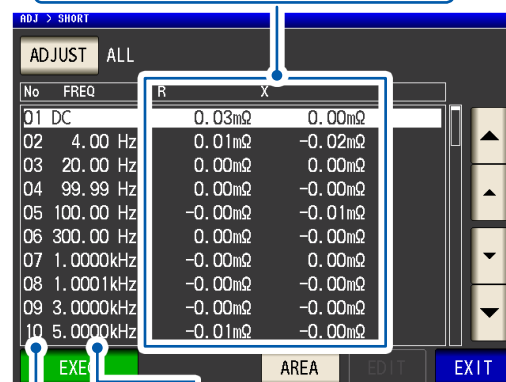 ADJ > SHORT
ADJUST ALL
No FREQ R X
01 DC 0.03mΩ 0.00mΩ
02 4.00 Hz 0.01mΩ -0.02mΩ
03 20.00 Hz 0.00mΩ -0.00mΩ
04 99.99 Hz 0.00mΩ -0.00mΩ
05 100.00 Hz -0.00mΩ -0.01mΩ
06 300.00 Hz 0.00mΩ -0.00mΩ
07 1.0000kHz -0.00mΩ 0.00mΩ
08 1.0001kHz -0.00mΩ -0.00mΩ
09 3.0000kHz -0.00mΩ -0.00mΩ
10 5.0000kHz -0.01mΩ -0.00mΩ
AREA EDIT EXIT